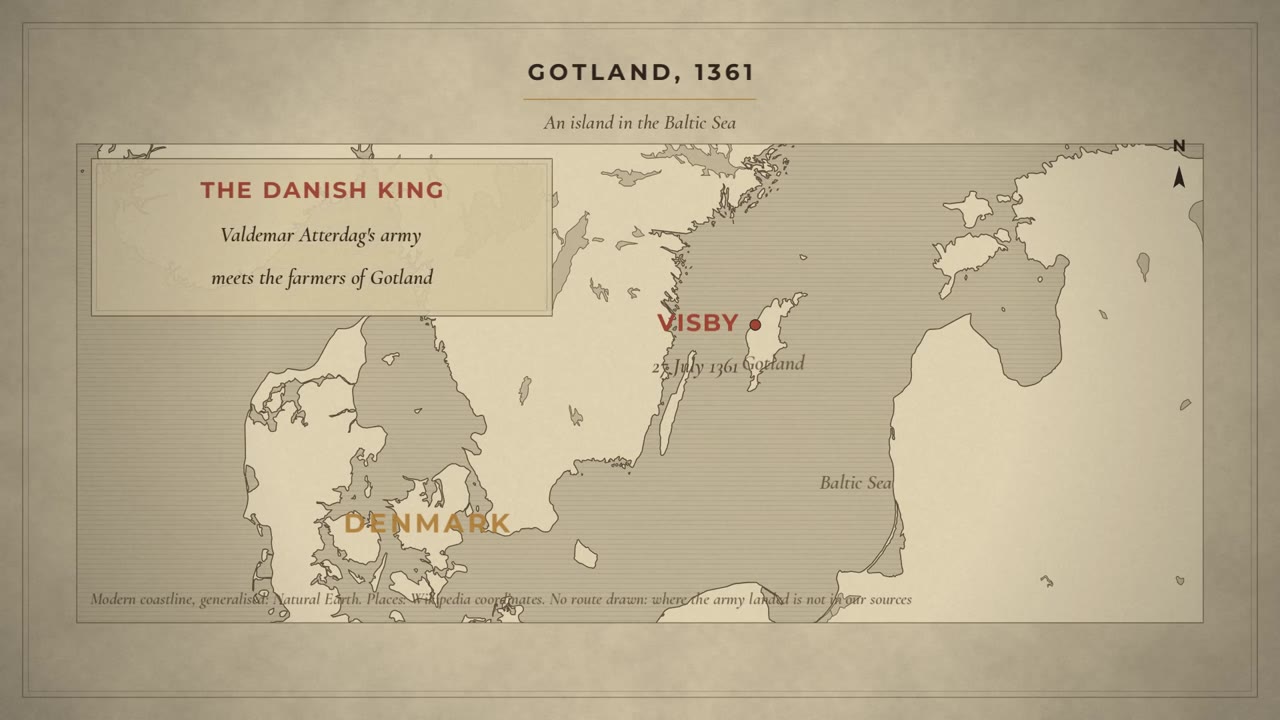 GOTLAND, 1361
An island in the Baltic Sea
N
THE DANISH KING
Valdemar Atterdag's army
meets the farmers of Gotland
VISBY
27 July 1361
Gotland
Baltic Sea
DENMARK
Modern coastline, generalised: Natural Earth. Places: Wikipedia coordinates. No route drawn: where the army landed is not in our sources